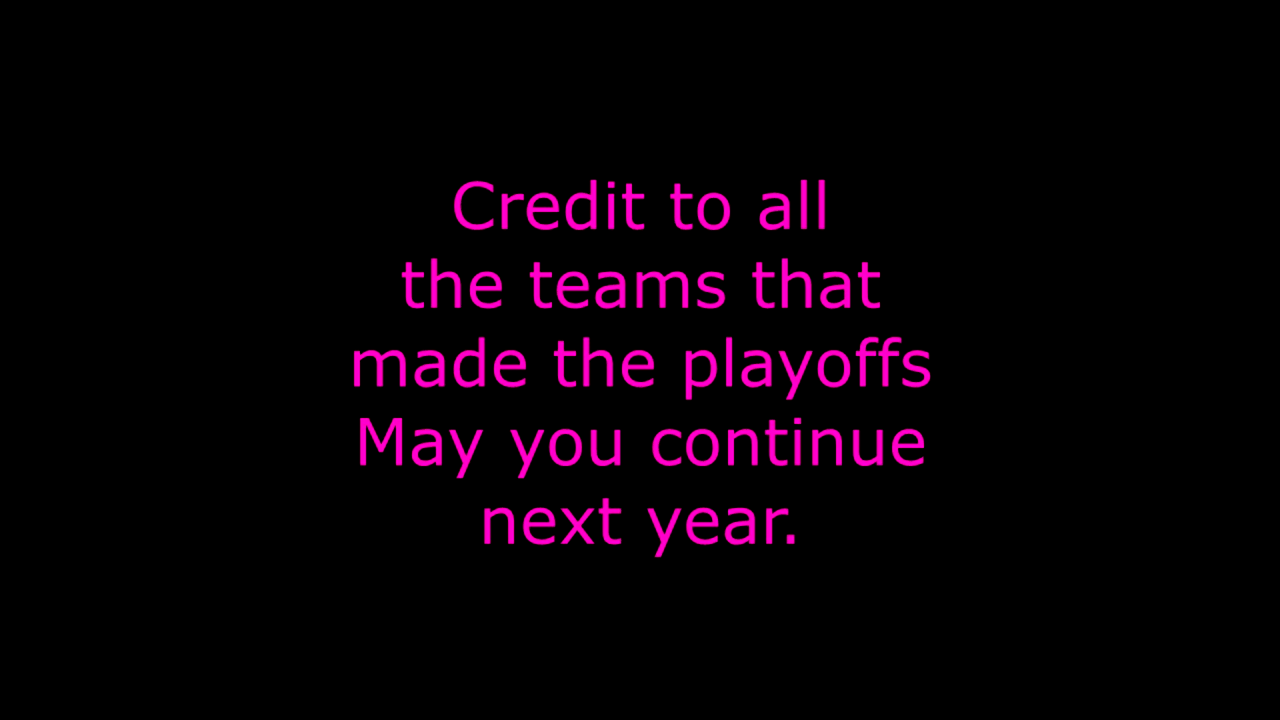 Credit to all
the teams that
made the playoffs
May you continue
next year.